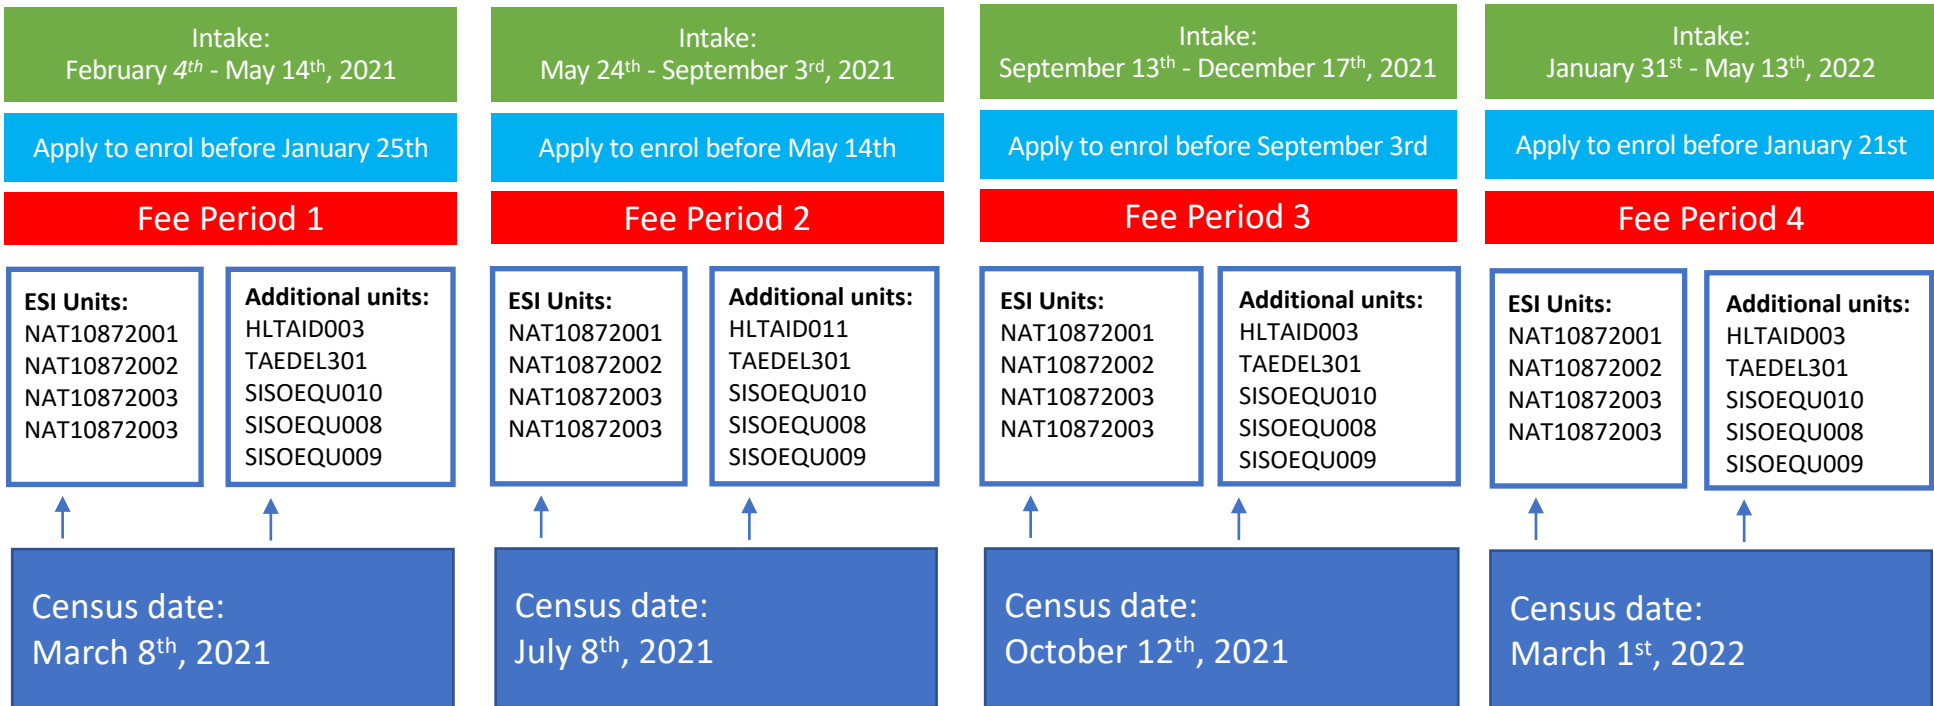 Intake:
February 4th - May 14th, 2021
Apply to enrol before January 25th
Fee Period 1
ESI Units:
NAT10872001
NAT10872002
NAT10872003
NAT10872003
Additional units:
HLTAID003
TAEDEL301
SISOEQU010
SISOEQU008
SISOEQU009
Census date:
March 8th, 2021
Intake:
May 24th - September 3rd, 2021
Apply to enrol before May 14th
Fee Period 2
ESI Units:
NAT10872001
NAT10872002
NAT10872003
NAT10872003
Additional units:
HLTAID011
TAEDEL301
SISOEQU010
SISOEQU008
SISOEQU009
Census date:
July 8th, 2021
Intake:
September 13th - December 17th, 2021
Apply to enrol before September 3rd
Fee Period 3
ESI Units:
NAT10872001
NAT10872002
NAT10872003
NAT10872003
Additional units:
HLTAID003
TAEDEL301
SISOEQU010
SISOEQU008
SISOEQU009
Census date:
October 12th, 2021
Intake:
January 31st - May 13th, 2022
Apply to enrol before January 21st
Fee Period 4
ESI Units:
NAT10872001
NAT10872002
NAT10872003
NAT10872003
Additional units:
HLTAID003
TAEDEL301
SISOEQU010
SISOEQU008
SISOEQU009
Census date:
March 1st, 2022